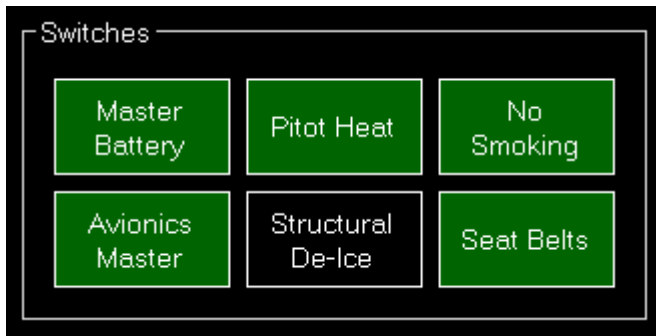 Switches
Master
Battery
Pitot Heat
No
Smoking
Avionics
Master
Structural
De-Ice
Seat Belts